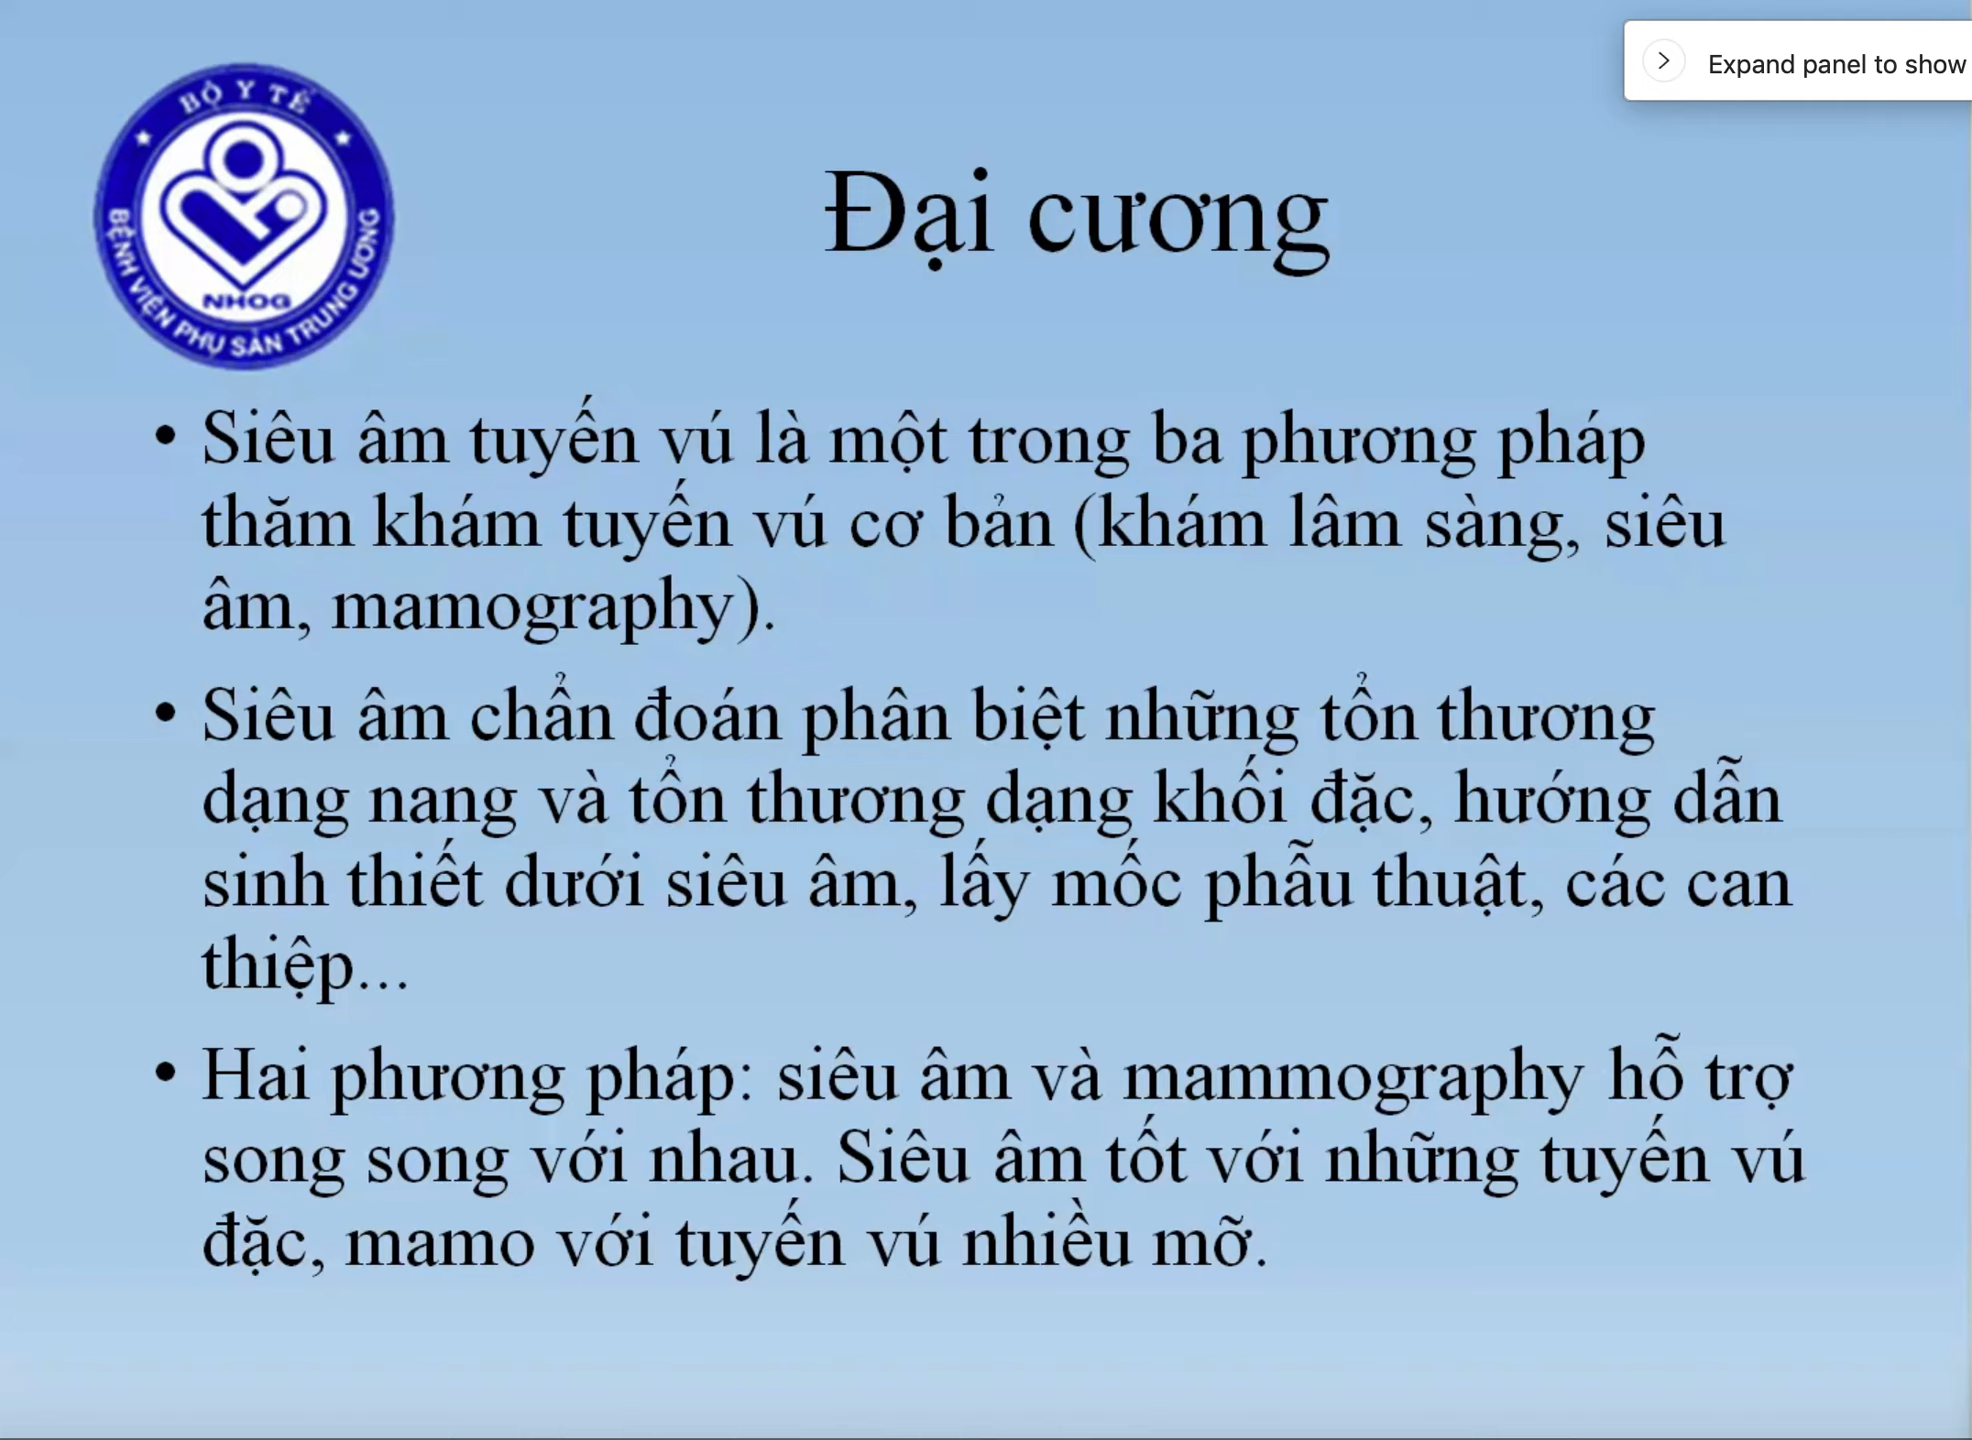 Expand panel to show
BỘ Y TẾ
NHOG
BỆNH VIỆN PHỤ SẢN TRUNG ƯƠNG
Đại cương
• Siêu âm tuyến vú là một trong ba phương pháp
thăm khám tuyến vú cơ bản (khám lâm sàng, siêu
âm, mamography).
• Siêu âm chẩn đoán phân biệt những tổn thương
dạng nang và tổn thương dạng khối đặc, hướng dẫn
sinh thiết dưới siêu âm, lấy mốc phẫu thuật, các can
thiệp...
• Hai phương pháp: siêu âm và mammography hỗ trợ
song song với nhau. Siêu âm tốt với những tuyến vú
đặc, mamo với tuyến vú nhiều mỡ.